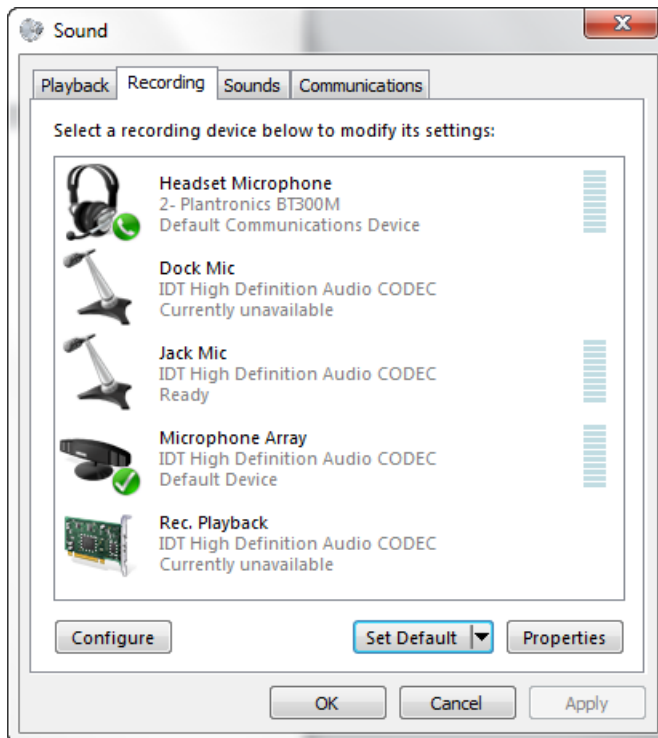 Sound
Playback Recording Sounds Communications
Select a recording device below to modify its settings:
Headset Microphone
2- Plantronics BT300M
Default Communications Device
Dock Mic
IDT High Definition Audio CODEC
Currently unavailable
Jack Mic
IDT High Definition Audio CODEC
Ready
Microphone Array
IDT High Definition Audio CODEC
Default Device
Rec. Playback
IDT High Definition Audio CODEC
Currently unavailable
Configure Set Default Properties
OK Cancel Apply